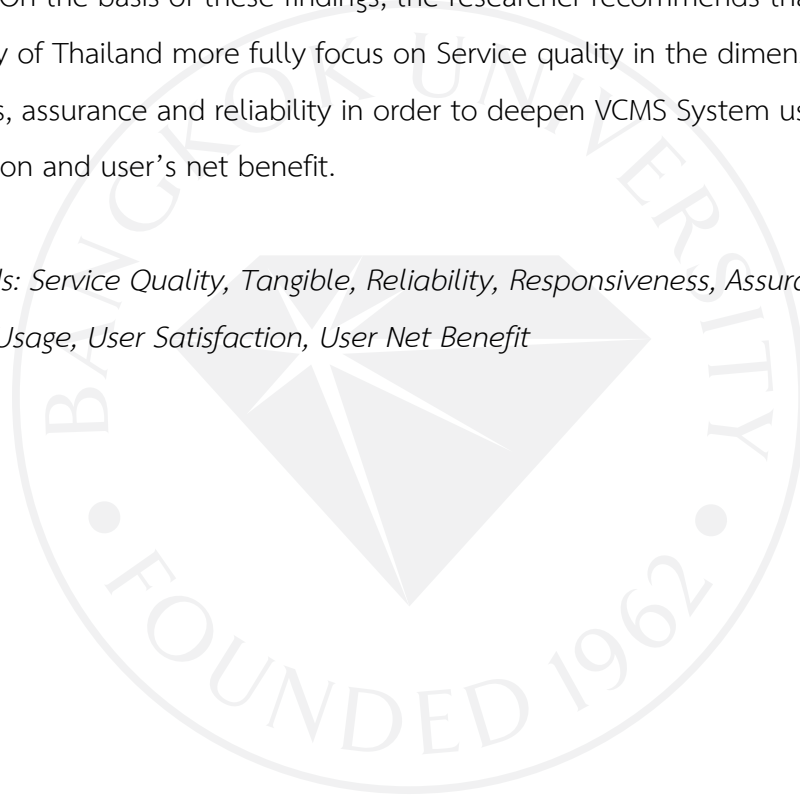 On the basis of these findings, the researcher recommends
y of Thailand more fully focus on Service quality in the dimen
s, assurance and reliability in order to deepen VCMS System us
on and user’s net benefit.
ls: Service Quality, Tangible, Reliability, Responsiveness, Assur
Usage, User Satisfaction, User Net Benefit
BANGKOK UNIVERSITY
FOUNDED 1962